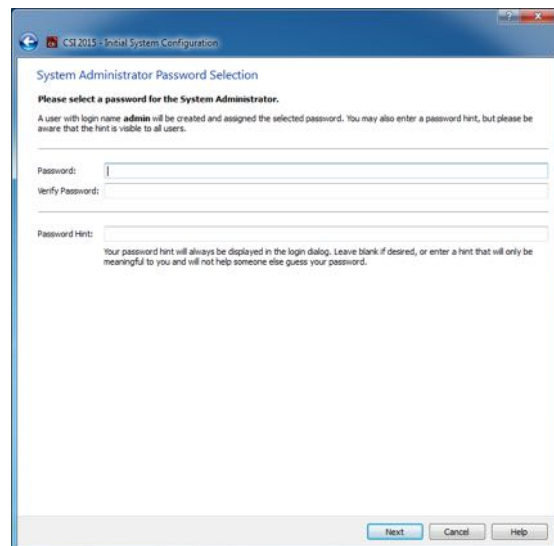 CSI 2015 - Initial System Configuration
System Administrator Password Selection
Please select a password for the System Administrator.
A user with login name admin will be created and assigned the selected password. You may also enter a password hint, but please be
aware that the hint is visible to all users.
Password:
Verify Password:
Password Hint:
Your password hint will always be displayed in the login dialog. Leave blank if desired, or enter a hint that will only be
meaningful to you and will not help someone else guess your password.
Next Cancel Help